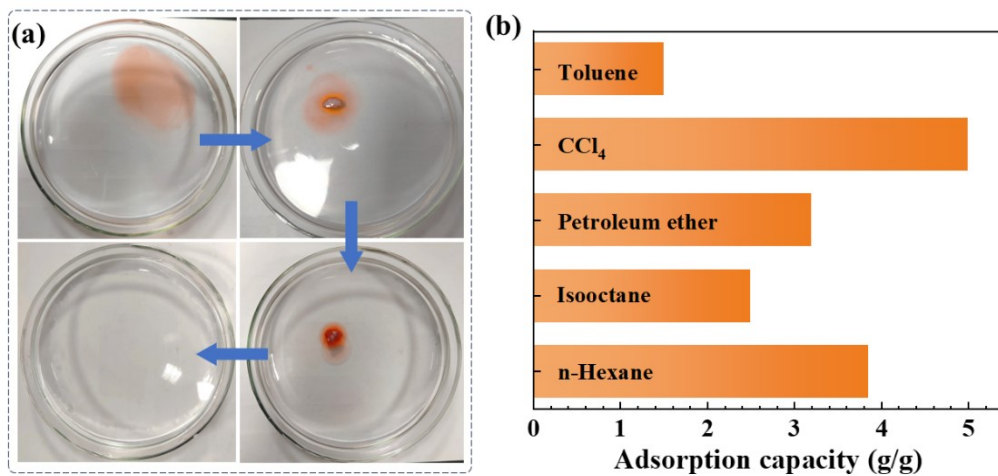 (a)
(b)
Toluene
CCl₄
Petroleum ether
Isooctane
n-Hexane
0 1 2 3 4 5
Adsorption capacity (g/g)